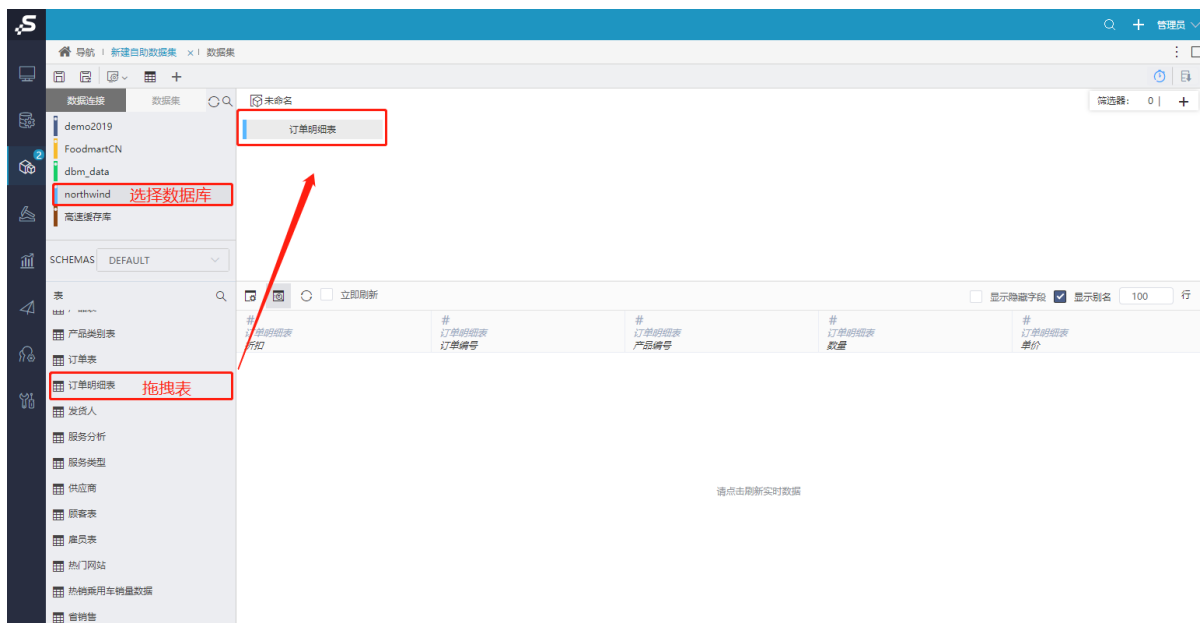 管理员
导航
新建自助数据集 ×
数据集
数据连接
数据集
未命名
筛选器: 0
demo2019
FoodmartCN
2
dbm_data
northwind
选择数据库
高速缓存库
订单明细表
SCHEMAS DEFAULT
表
立即刷新
显示隐藏字段
显示别名
100 行
产品类别表
订单表
订单明细表
拖拽表
发货人
服务分析
服务类型
供应商
顾客表
雇员表
热门网站
热销乘用车销量数据
省销售
# # # # #
订单明细表 订单明细表 订单明细表 订单明细表 订单明细表
折扣 订单编号 产品编号 数量 单价
请点击刷新实时数据